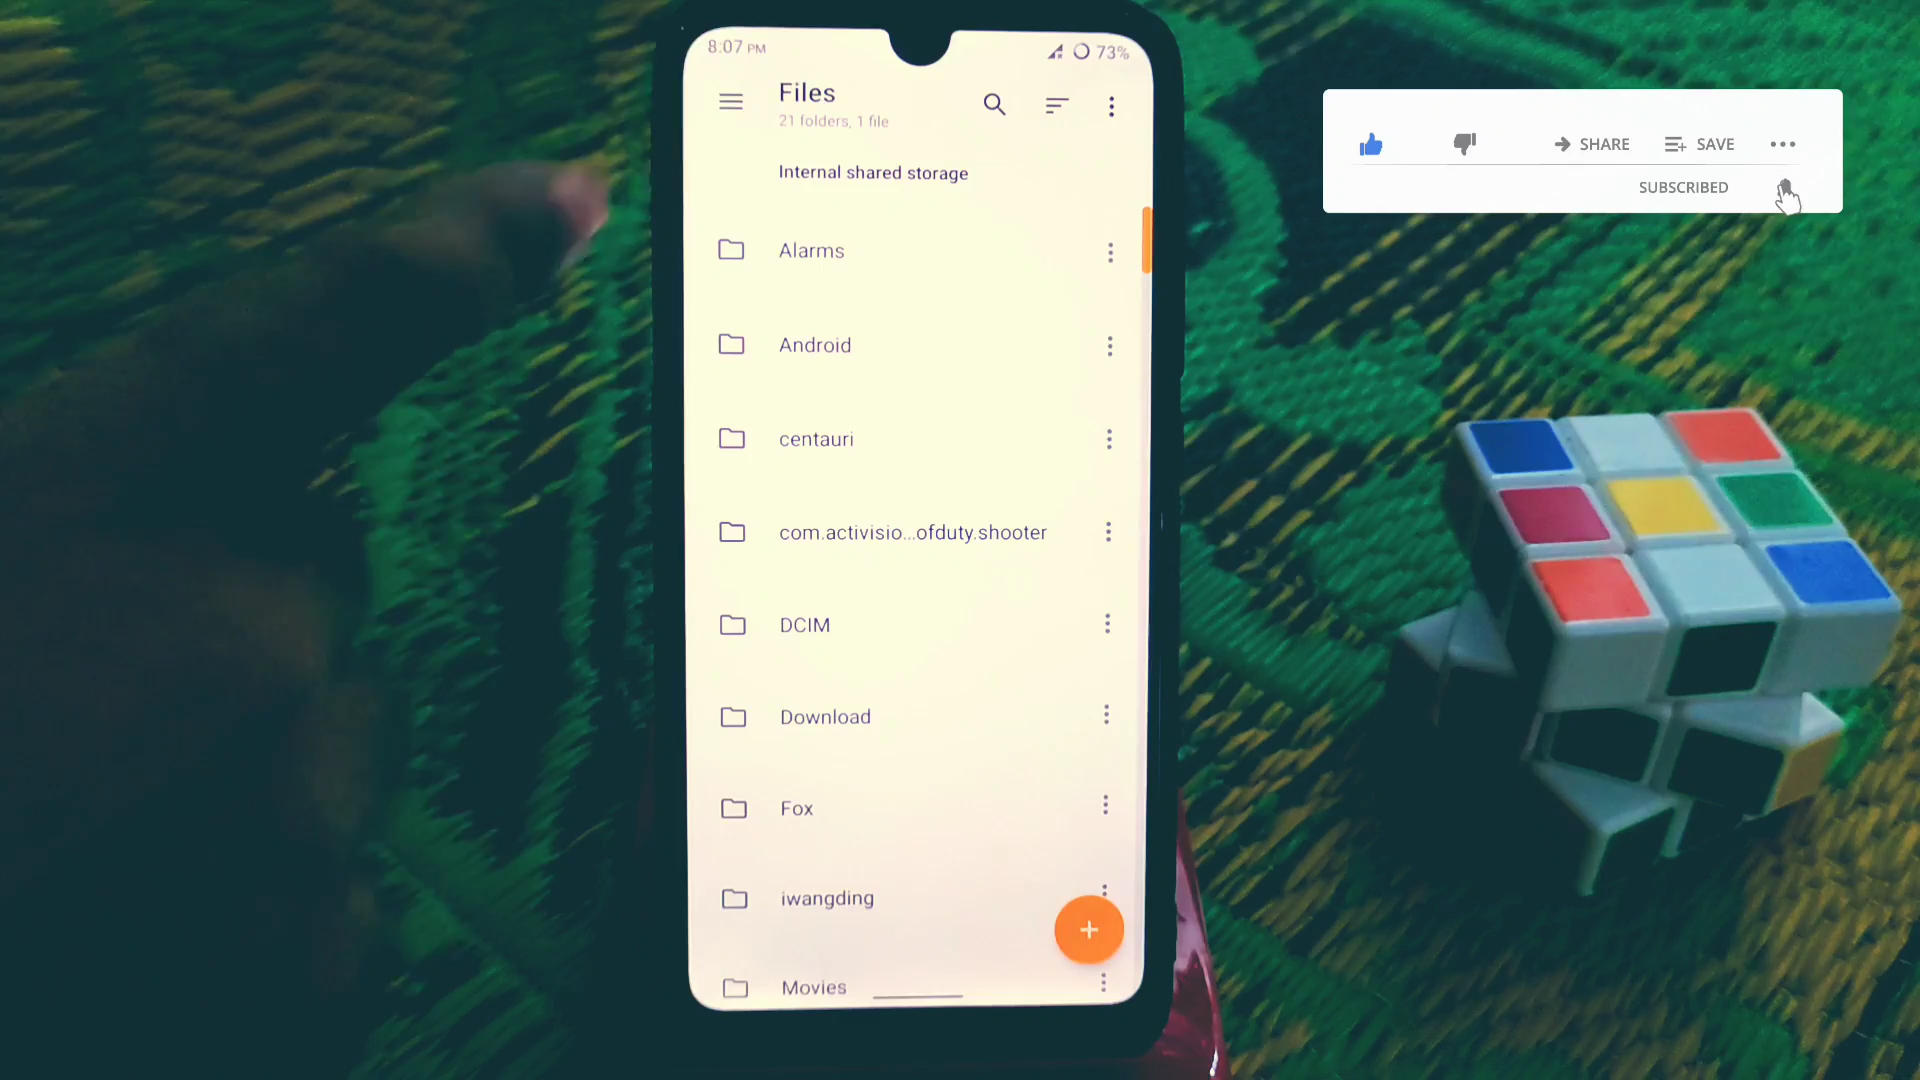 8:07 PM
73%
Files
21 folders, 1 file
Internal shared storage
Alarms
Android
centauri
com.activisio...ofduty.shooter
DCIM
Download
Fox
iwangding
Movies
SHARE
SAVE
SUBSCRIBED